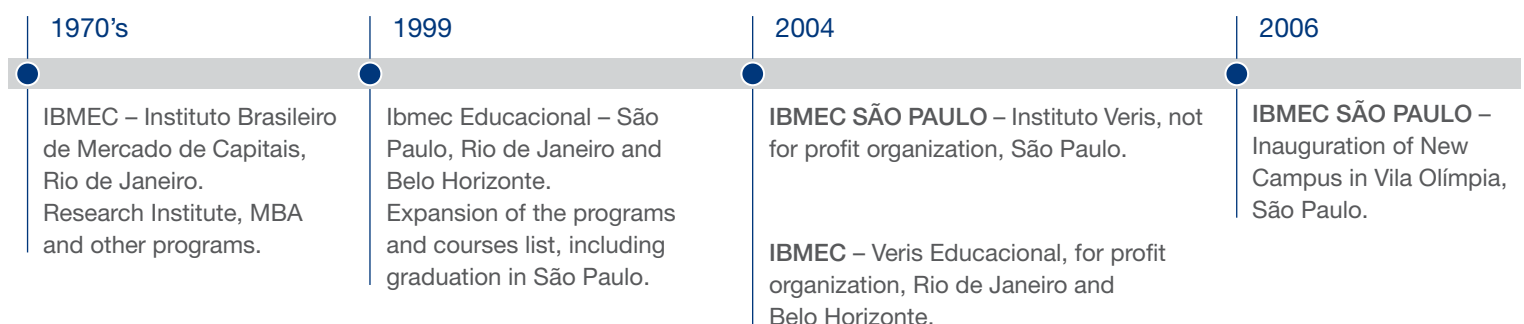 1970's
IBMEC – Instituto Brasileiro
de Mercado de Capitais,
Rio de Janeiro.
Research Institute, MBA
and other programs.
1999
Ibmec Educacional – São
Paulo, Rio de Janeiro and
Belo Horizonte.
Expansion of the programs
and courses list, including
graduation in São Paulo.
2004
IBMEC SÃO PAULO – Instituto Veris, not
for profit organization, São Paulo.
IBMEC – Veris Educacional, for profit
organization, Rio de Janeiro and
Belo Horizonte.
2006
IBMEC SÃO PAULO –
Inauguration of New
Campus in Vila Olímpia,
São Paulo.